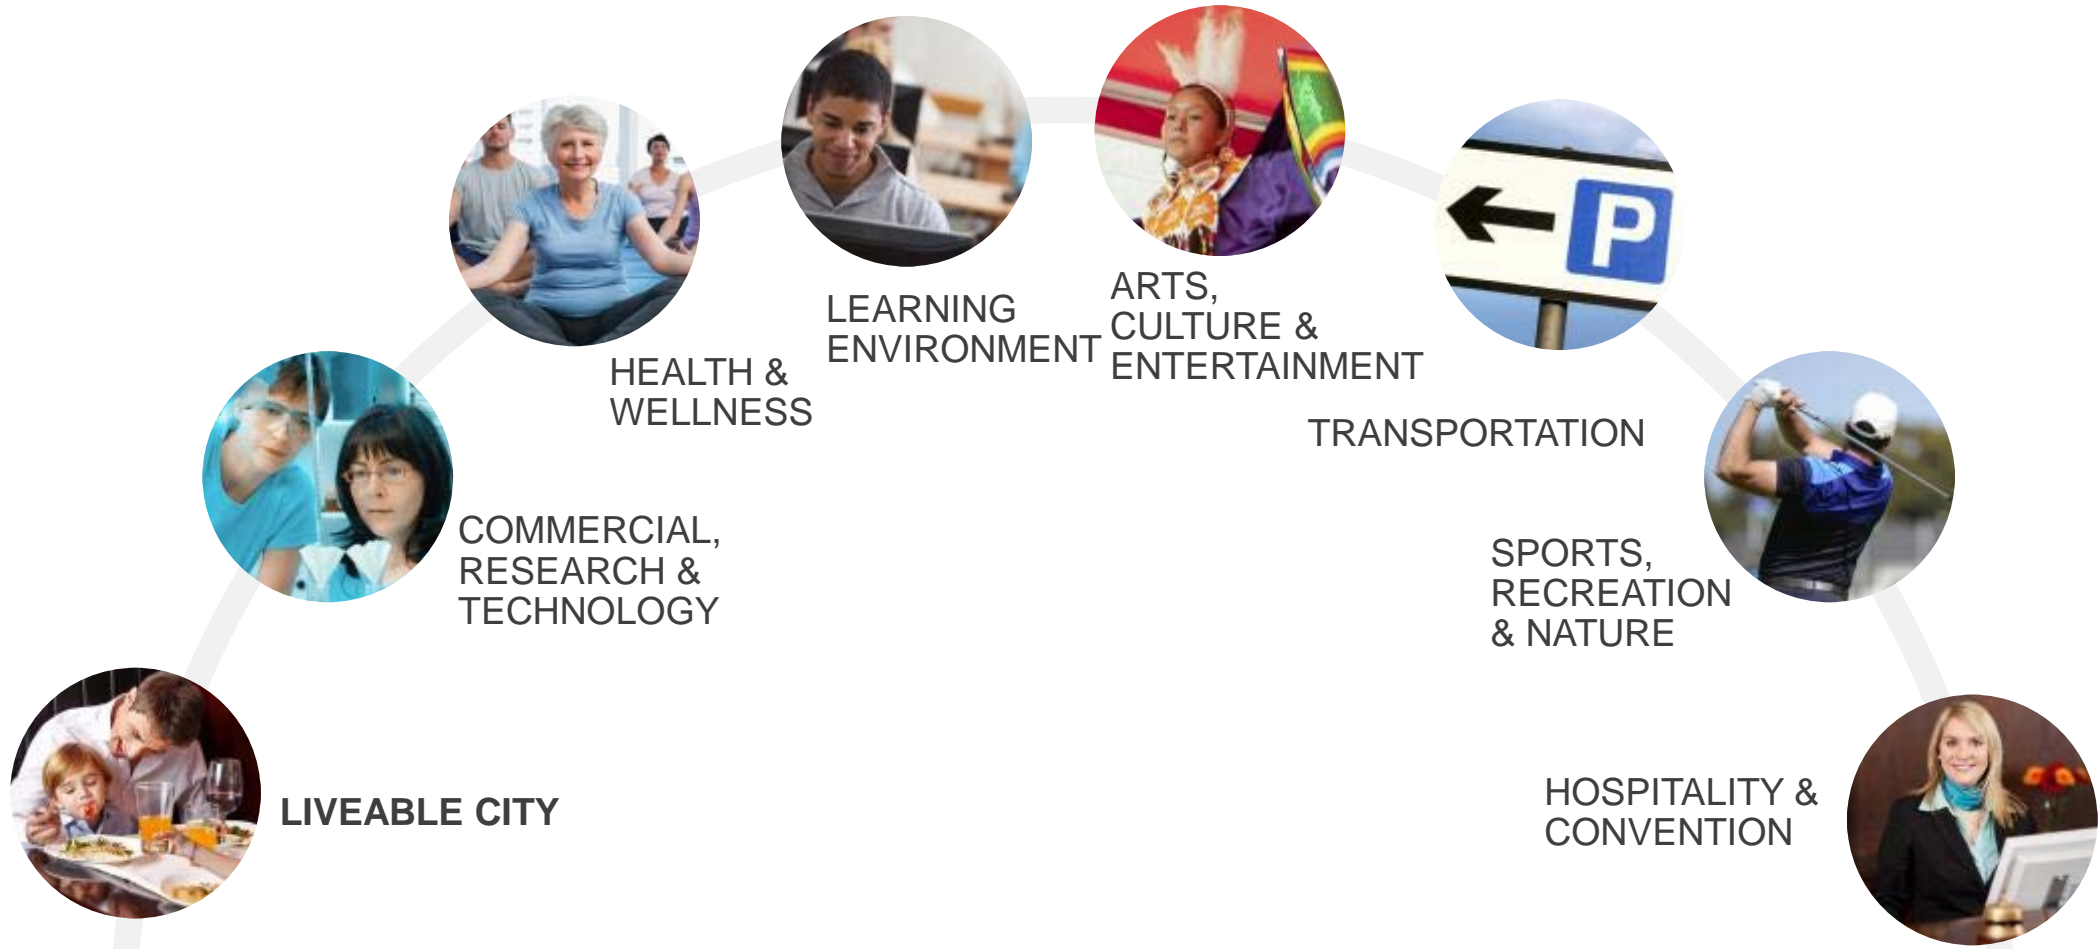 LIVEABLE CITY
COMMERCIAL,
RESEARCH &
TECHNOLOGY
HEALTH &
WELLNESS
LEARNING
ENVIRONMENT
ARTS,
CULTURE &
ENTERTAINMENT
P
TRANSPORTATION
SPORTS,
RECREATION
& NATURE
HOSPITALITY &
CONVENTION